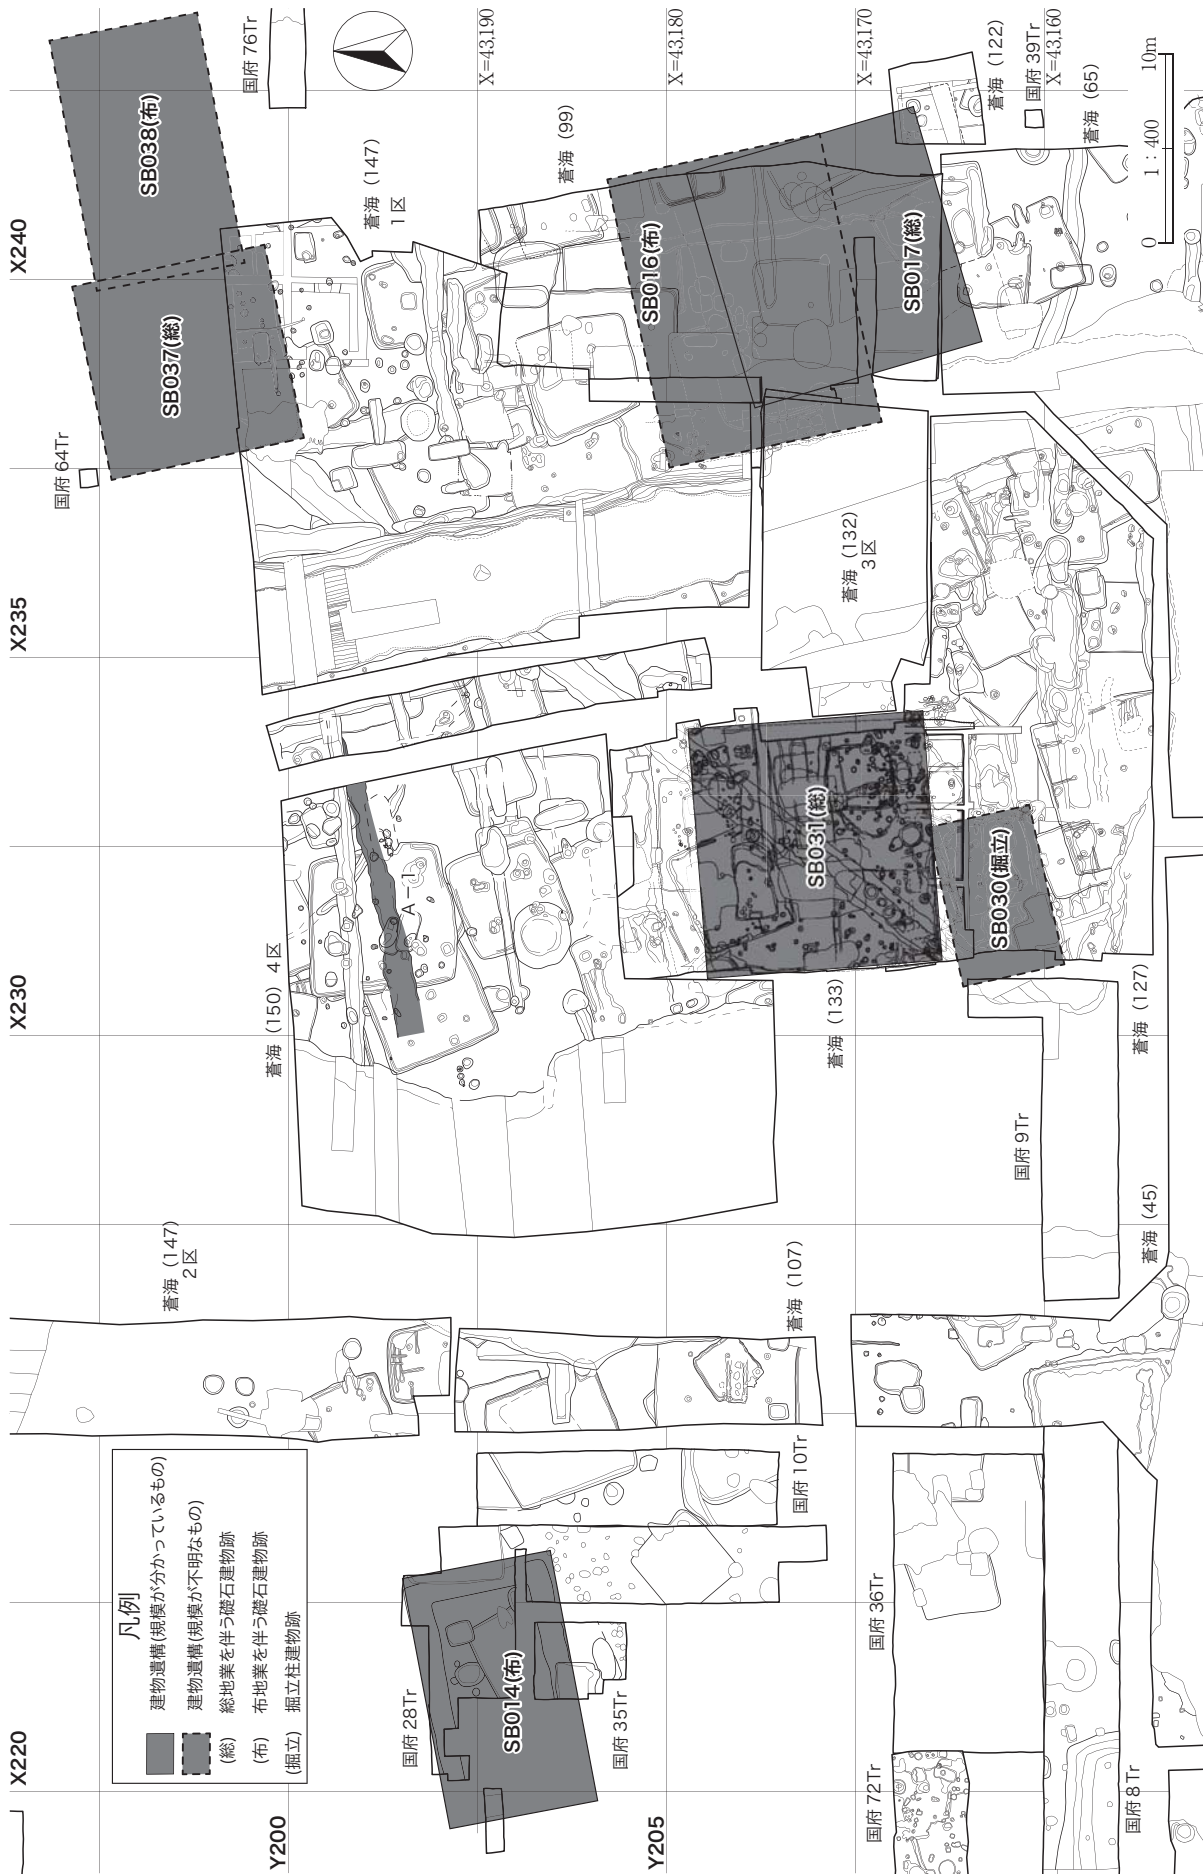 X220
X230
X235
X240
Y200
Y205
X=43,190
X=43,180
X=43,170
X=43,160
凡例
建物遺構(規模が分かっているもの)
建物遺構(規模が不明なもの)
(総) 総地業を伴う礎石建物跡
(布) 布地業を伴う礎石建物跡
(掘立) 掘立柱建物跡
蒼海（147）
2区
蒼海（150）4区
A－1
国府 64Tr
SB037(総)
SB038(布)
国府 76Tr
蒼海（147）
1区
蒼海（99）
SB016(布)
SB017(総)
蒼海（122）
国府 39Tr
蒼海（65）
0 1：400 10m
蒼海（132）
3区
SB031(総)
SB030(掘立)
蒼海（133）
蒼海（127）
国府 9Tr
蒼海（45）
蒼海（107）
国府 10Tr
国府 28Tr
SB014(布)
国府 35Tr
国府 36Tr
国府 72Tr
国府 8Tr